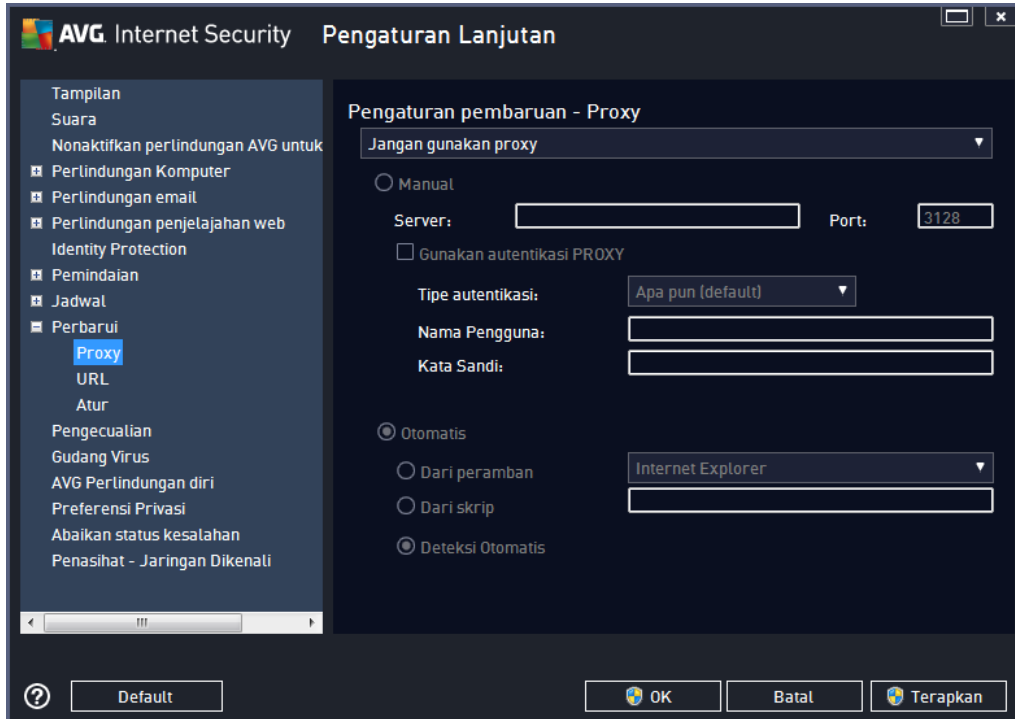 AVG. Internet Security Pengaturan Lanjutan
Tampilan
Suara
Nonaktifkan perlindungan AVG untuk
Perlindungan Komputer
Perlindungan email
Perlindungan penjelajahan web
Identity Protection
Pemindaian
Jadwal
Perbarui
Proxy
URL
Atur
Pengecualian
Gudang Virus
AVG Perlindungan diri
Preferensi Privasi
Abaikan status kesalahan
Penasihat - Jaringan Dikenali
Pengaturan pembaruan - Proxy
Jangan gunakan proxy
Manual
Server: Port: 3128
Gunakan autentikasi PROXY
Tipe autentikasi: Apa pun (default)
Nama Pengguna:
Kata Sandi:
Otomatis
Dari peramban Internet Explorer
Dari skrip
Deteksi Otomatis
Default OK Batal Terapkan